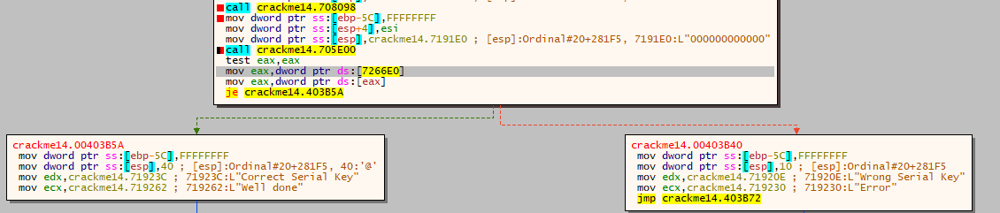 call crackme14.708098
mov dword ptr ss:[ebp-5C],FFFFFFFF
mov dword ptr ss:[esp+4],esi
mov dword ptr ss:[esp],crackme14.7191E0 ; [esp]:Ordinal#20+281F5, 7191E0:L"000000000000"
call crackme14.705E00
test eax,eax
mov eax,dword ptr ds:[7266E0]
mov eax,dword ptr ds:[eax]
je crackme14.403B5A
crackme14.00403B5A
mov dword ptr ss:[ebp-5C],FFFFFFFF
mov dword ptr ss:[esp],40 ; [esp]:Ordinal#20+281F5, 40:'@'
mov edx,crackme14.71923C ; 71923C:L"Correct Serial Key"
mov ecx,crackme14.719262 ; 719262:L"Well done"
crackme14.00403B40
mov dword ptr ss:[ebp-5C],FFFFFFFF
mov dword ptr ss:[esp],10 ; [esp]:Ordinal#20+281F5
mov edx,crackme14.71920E ; 71920E:L"Wrong Serial Key"
mov ecx,crackme14.719230 ; 719230:L"Error"
jmp crackme14.403B72